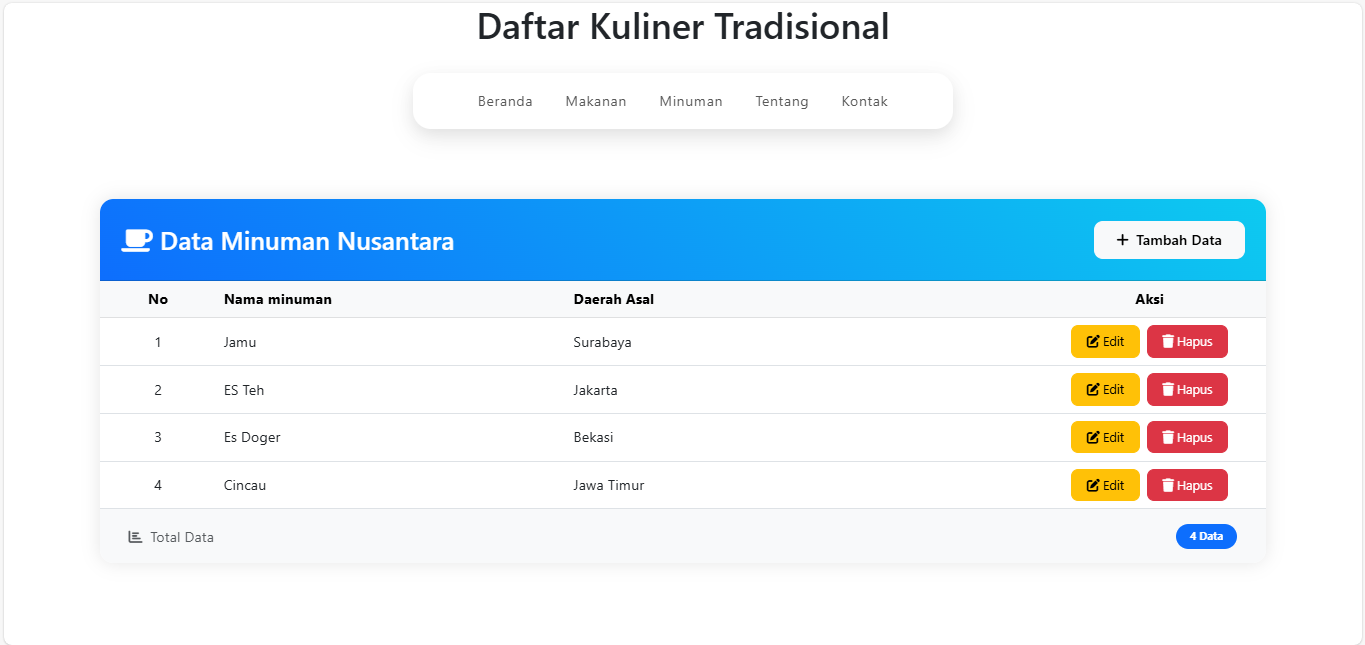 Daftar Kuliner Tradisional
Beranda Makanan Minuman Tentang Kontak
Data Minuman Nusantara Tambah Data
No Nama minuman Daerah Asal Aksi
1 Jamu Surabaya Edit Hapus
2 ES Teh Jakarta Edit Hapus
3 Es Doger Bekasi Edit Hapus
4 Cincau Jawa Timur Edit Hapus
Total Data 4 Data